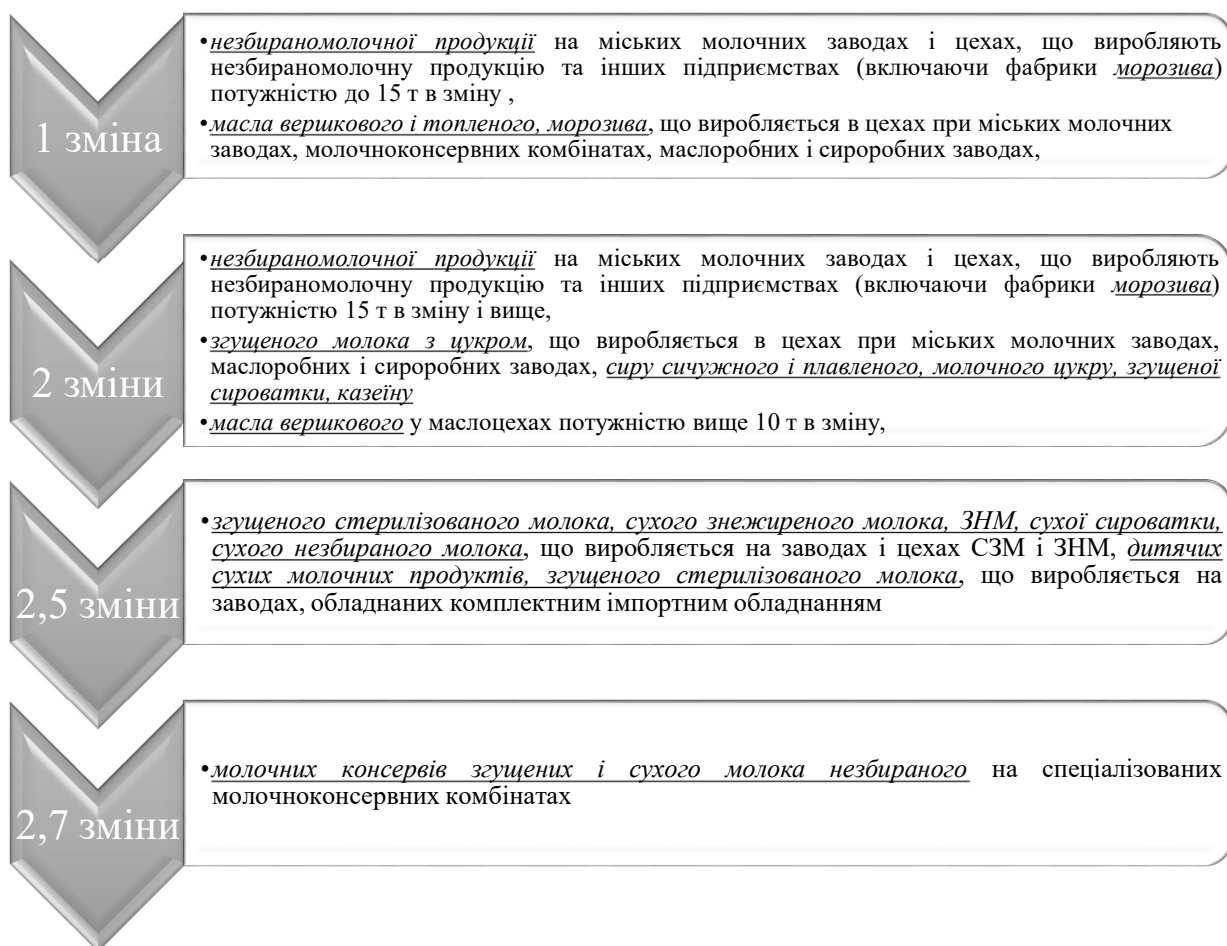 1 зміна
•незбираномолочної продукції на міських молочних заводах і цехах, що виробляють
незбираномолочну продукцію та інших підприємствах (включаючи фабрики морозива)
потужністю до 15 т в зміну ,
•масла вершкового і топленого, морозива, що виробляється в цехах при міських молочних
заводах, молочноконсервних комбінатах, маслоробних і сироробних заводах,
2 зміни
•незбираномолочної продукції на міських молочних заводах і цехах, що виробляють
незбираномолочну продукцію та інших підприємствах (включаючи фабрики морозива)
потужністю 15 т в зміну і вище,
•згущеного молока з цукром, що виробляється в цехах при міських молочних заводах,
маслоробних і сироробних заводах, сиру сичужного і плавленого, молочного цукру, згущеної
сироватки, казеїну
•масла вершкового у маслоцехах потужністю вище 10 т в зміну,
2,5 зміни
•згущеного стерилізованого молока, сухого знежиреного молока, ЗНМ, сухої сироватки,
сухого незбираного молока, що виробляється на заводах і цехах СЗМ і ЗНМ, дитячих
сухих молочних продуктів, згущеного стерилізованого молока, що виробляється на
заводах, обладнаних комплектним імпортним обладнанням
2,7 зміни
•молочних консервів згущених і сухого молока незбираного на спеціалізованих
молочноконсервних комбінатах